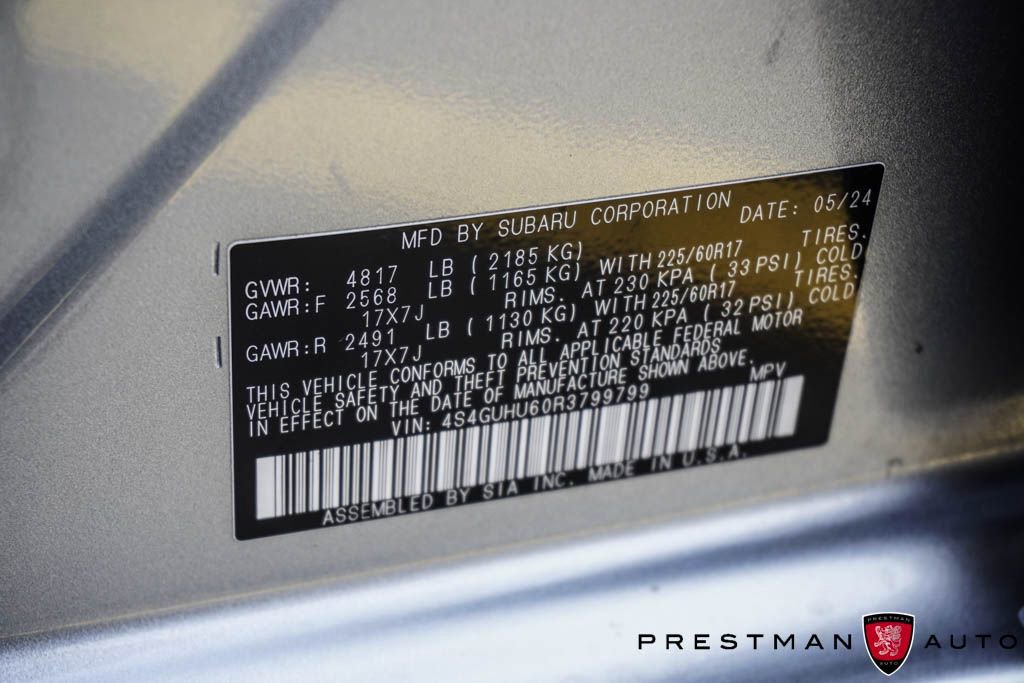 MFD BY SUBARU CORPORATION DATE: 05/24
GVWR: 4817 LB ( 2185 KG)
GAWR:F 2568 LB ( 1165 KG) WITH 225/60R17 TIRES.
17X7J RIMS. AT 230 KPA ( 33 PSI) COLD
GAWR:R 2491 LB ( 1130 KG) WITH 225/60R17 TIRES.
17X7J RIMS. AT 220 KPA ( 32 PSI) COLD
THIS VEHICLE CONFORMS TO ALL APPLICABLE FEDERAL MOTOR
VEHICLE SAFETY AND THEFT PREVENTION STANDARDS
IN EFFECT ON THE DATE OF MANUFACTURE SHOWN ABOVE.
VIN: 4S4GUHU60R3799799 MPV
ASSEMBLED BY SIA INC. MADE IN U.S.A.
PRESTMAN AUTO
PRESTMAN
AUTO